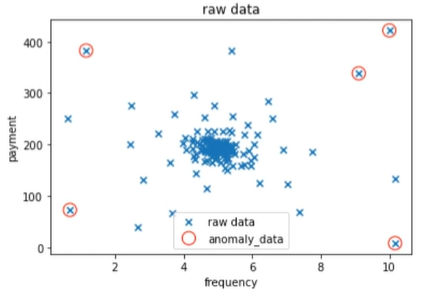 raw data
400
300
200
100
0
payment
raw data
anomaly_data
2
4
6
8
10
frequency